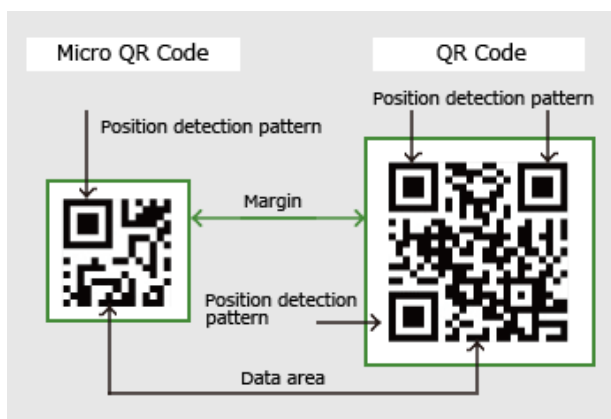 Micro QR Code
QR Code
Position detection pattern
Position detection pattern
Margin
Position detection
pattern
Data area